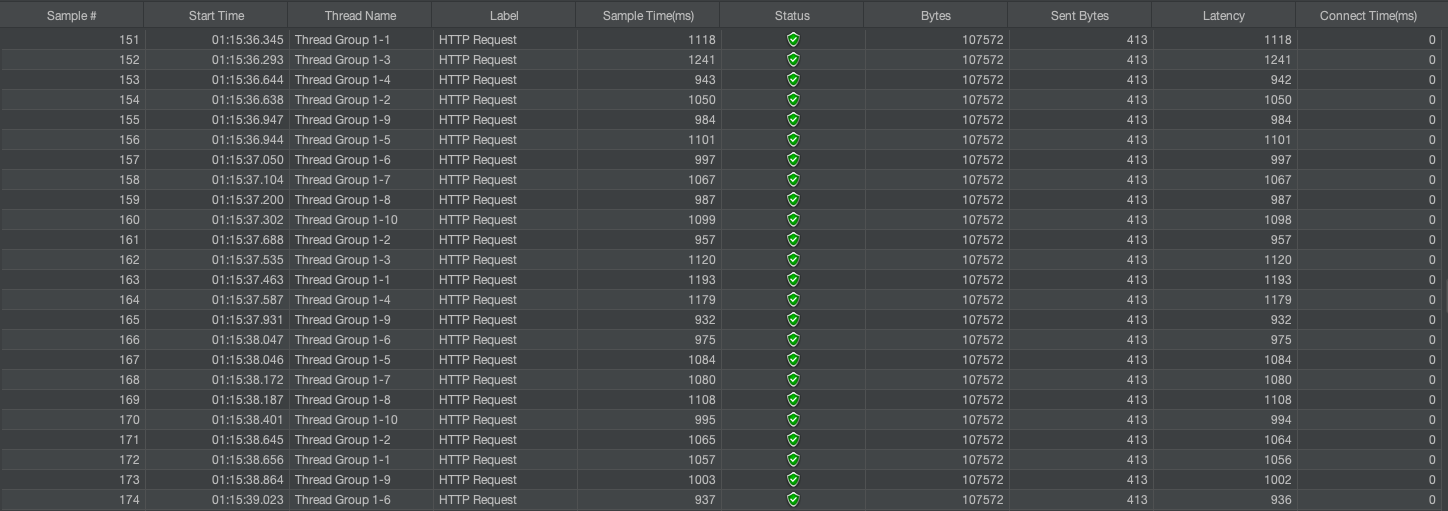 Sample # Start Time Thread Name Label Sample Time(ms) Status Bytes Sent Bytes Latency Connect Time(ms)
151 01:15:36.345 Thread Group 1-1 HTTP Request 1118 107572 413 1118 0
152 01:15:36.293 Thread Group 1-3 HTTP Request 1241 107572 413 1241 0
153 01:15:36.644 Thread Group 1-4 HTTP Request 943 107572 413 942 0
154 01:15:36.638 Thread Group 1-2 HTTP Request 1050 107572 413 1050 0
155 01:15:36.947 Thread Group 1-9 HTTP Request 984 107572 413 984 0
156 01:15:36.944 Thread Group 1-5 HTTP Request 1101 107572 413 1101 0
157 01:15:37.050 Thread Group 1-6 HTTP Request 997 107572 413 997 0
158 01:15:37.104 Thread Group 1-7 HTTP Request 1067 107572 413 1067 0
159 01:15:37.200 Thread Group 1-8 HTTP Request 987 107572 413 987 0
160 01:15:37.302 Thread Group 1-10 HTTP Request 1099 107572 413 1098 0
161 01:15:37.688 Thread Group 1-2 HTTP Request 957 107572 413 957 0
162 01:15:37.535 Thread Group 1-3 HTTP Request 1120 107572 413 1120 0
163 01:15:37.463 Thread Group 1-1 HTTP Request 1193 107572 413 1193 0
164 01:15:37.587 Thread Group 1-4 HTTP Request 1179 107572 413 1179 0
165 01:15:37.931 Thread Group 1-9 HTTP Request 932 107572 413 932 0
166 01:15:38.047 Thread Group 1-6 HTTP Request 975 107572 413 975 0
167 01:15:38.046 Thread Group 1-5 HTTP Request 1084 107572 413 1084 0
168 01:15:38.172 Thread Group 1-7 HTTP Request 1080 107572 413 1080 0
169 01:15:38.187 Thread Group 1-8 HTTP Request 1108 107572 413 1108 0
170 01:15:38.401 Thread Group 1-10 HTTP Request 995 107572 413 994 0
171 01:15:38.645 Thread Group 1-2 HTTP Request 1065 107572 413 1064 0
172 01:15:38.656 Thread Group 1-1 HTTP Request 1057 107572 413 1056 0
173 01:15:38.864 Thread Group 1-9 HTTP Request 1003 107572 413 1002 0
174 01:15:39.023 Thread Group 1-6 HTTP Request 937 107572 413 936 0